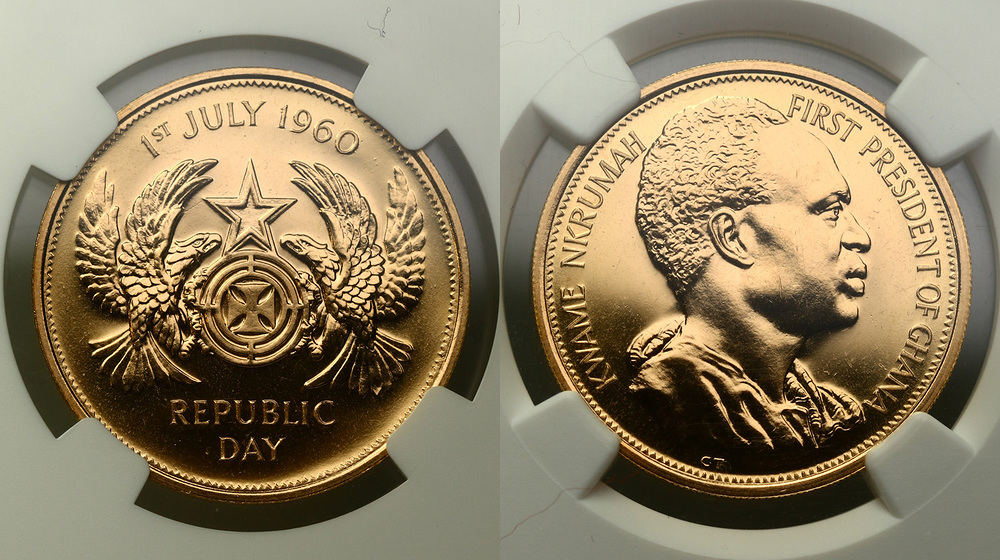 1ST JULY 1960
REPUBLIC
DAY
KWAME NKRUMAH
FIRST PRESIDENT OF GHANA